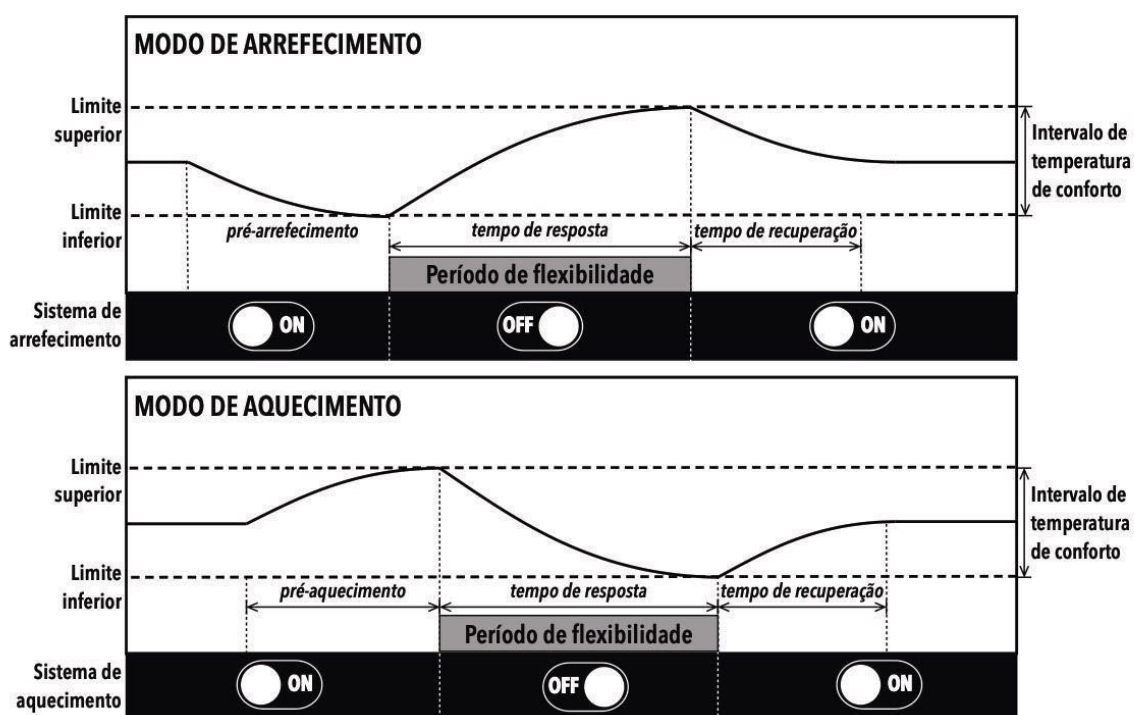 MODO DE ARREFECIMENTO
Limite
superior
Intervalo de
temperatura
de conforto
Limite
inferior
pré-arrefecimento
tempo de resposta
tempo de recuperação
Período de flexibilidade
Sistema de
arrefecimento
ON
OFF
ON
MODO DE AQUECIMENTO
Limite
superior
Intervalo de
temperatura
de conforto
Limite
inferior
pré-aquecimento
tempo de resposta
tempo de recuperação
Período de flexibilidade
Sistema de
aquecimento
ON
OFF
ON